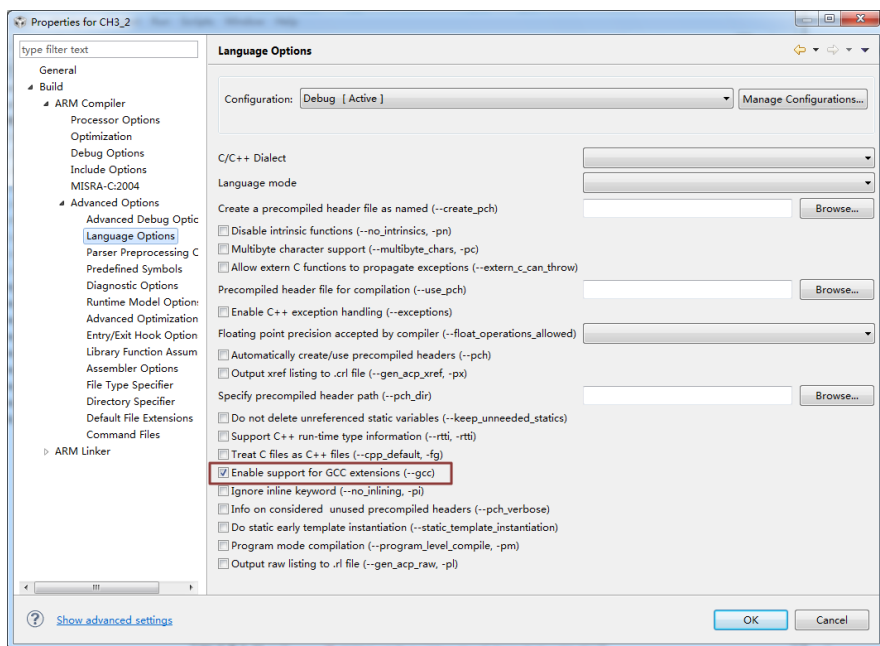 Properties for CH3_2
type filter text
General
Build
ARM Compiler
Processor Options
Optimization
Debug Options
Include Options
MISRA-C:2004
Advanced Options
Advanced Debug Optic
Language Options
Parser Preprocessing C
Predefined Symbols
Diagnostic Options
Runtime Model Option:
Advanced Optimization
Entry/Exit Hook Option
Library Function Assum
Assembler Options
File Type Specifier
Directory Specifier
Default File Extensions
Command Files
ARM Linker
Language Options
Configuration: Debug [ Active ] Manage Configurations...
C/C++ Dialect
Language mode
Create a precompiled header file as named (--create_pch) Browse...
Disable intrinsic functions (--no_intrinsics, -pn)
Multibyte character support (--multibyte_chars, -pc)
Allow extern C functions to propagate exceptions (--extern_c_can_throw)
Precompiled header file for compilation (--use_pch) Browse...
Enable C++ exception handling (--exceptions)
Floating point precision accepted by compiler (--float_operations_allowed)
Automatically create/use precompiled headers (--pch)
Output xref listing to .crl file (--gen_acp_xref, -px)
Specify precompiled header path (--pch_dir) Browse...
Do not delete unreferenced static variables (--keep_unneeded_statics)
Support C++ run-time type information (--rtti, -rtti)
Treat C files as C++ files (--cpp_default, -fg)
Enable support for GCC extensions (--gcc)
Ignore inline keyword (--no_inlining, -pi)
Info on considered unused precompiled headers (--pch_verbose)
Do static early template instantiation (--static_template_instantiation)
Program mode compilation (--program_level_compile, -pm)
Output raw listing to .rl file (--gen_acp_raw, -pl)
Show advanced settings
OK Cancel